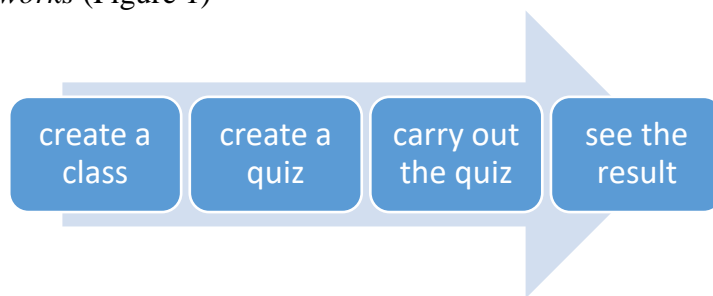 works (Figure 1)
create a
class
create a
quiz
carry out
the quiz
see the
result